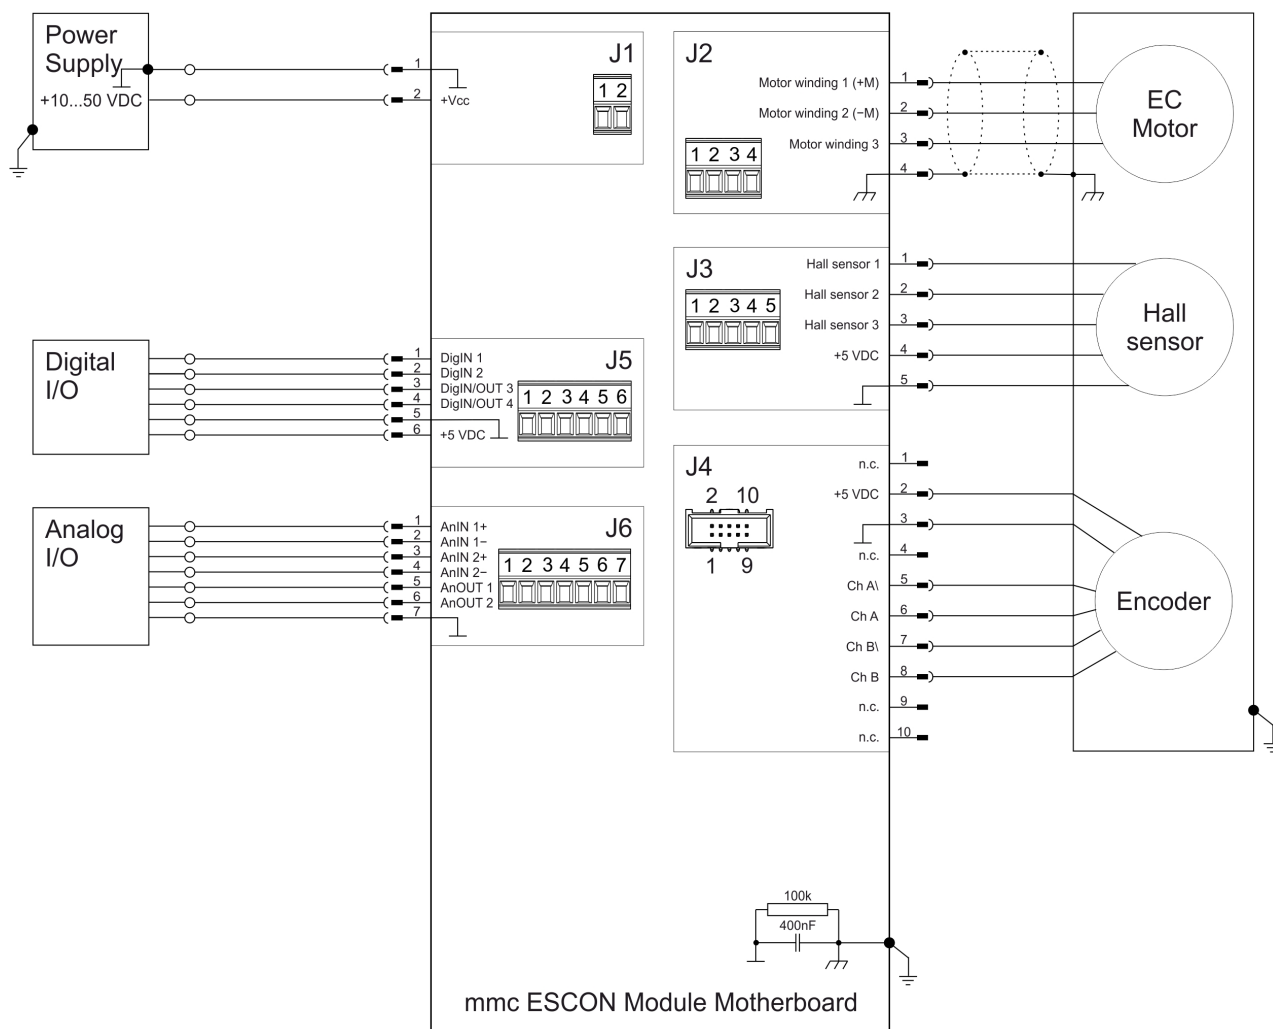 Power
Supply
+10...50 VDC
1
2
+Vcc
J1
1 2
J2
Motor winding 1 (+M)
Motor winding 2 (−M)
Motor winding 3
1
2
3
4
1 2 3 4
EC
Motor
J3
Hall sensor 1
Hall sensor 2
Hall sensor 3
+5 VDC
1
2
3
4
5
1 2 3 4 5
Hall
sensor
Digital
I/O
1
2
3
4
5
6
DigIN 1
DigIN 2
DigIN/OUT 3
DigIN/OUT 4
+5 VDC
J5
1 2 3 4 5 6
Analog
I/O
1
2
3
4
5
6
7
AnIN 1+
AnIN 1−
AnIN 2+
AnIN 2−
AnOUT 1
AnOUT 2
J6
1 2 3 4 5 6 7
J4
2 10
1 9
n.c.
+5 VDC
n.c.
Ch A\
Ch A
Ch B\
Ch B
n.c.
n.c.
1
2
3
4
5
6
7
8
9
10
Encoder
100k
400nF
mmc ESCON Module Motherboard